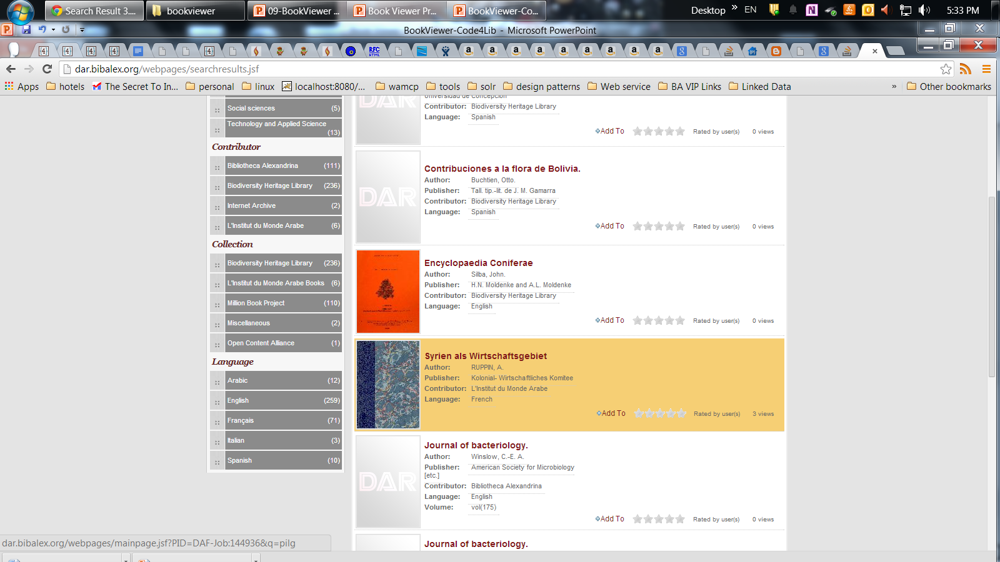 Search Result 3....
bookviewer
09-BookViewer ...
Book Viewer Pr...
BookViewer-Co...
Desktop » EN 5:33 PM
BookViewer-Code4Lib - Microsoft PowerPoint
dar.bibalex.org/webpages/searchresults.jsf
Apps hotels The Secret To In... personal linux localhost:8080/... wamcp tools solr design patterns Web service BA VIP Links Linked Data » Other bookmarks
Social sciences (5)
Technology and Applied Science (13)
Contributor
Bibliotheca Alexandrina (111)
Biodiversity Heritage Library (236)
Internet Archive (2)
L'Institut du Monde Arabe (6)
Collection
Biodiversity Heritage Library (236)
L'Institut du Monde Arabe Books (6)
Million Book Project (110)
Miscellaneous (2)
Open Content Alliance (1)
Language
Arabic (12)
English (259)
Français (71)
Italian (3)
Spanish (10)
DAR
Universidad de Concepción
Contributor: Biodiversity Heritage Library
Language: Spanish
Add To Rated by user(s) 0 views
DAR
Contribuciones a la flora de Bolivia.
Author: Buchtien, Otto.
Publisher: Tall. tip.-lit. de J. M. Gamarra
Contributor: Biodiversity Heritage Library
Language: Spanish
Add To Rated by user(s) 0 views
Encyclopaedia Coniferae
Author: Silba, John.
Publisher: H.N. Moldenke and A.L. Moldenke
Contributor: Biodiversity Heritage Library
Language: English
Add To Rated by user(s) 0 views
Syrien als Wirtschaftsgebiet
Author: RUPPIN, A.
Publisher: Kolonial- Wirtschaftliches Komitee
Contributor: L'Institut du Monde Arabe
Language: French
Add To Rated by user(s) 3 views
DAR
Journal of bacteriology.
Author: Winslow, C.-E. A.
Publisher: American Society for Microbiology
[etc.]
Contributor: Bibliotheca Alexandrina
Language: English
Volume: vol(175)
Add To Rated by user(s) 0 views
Journal of bacteriology.
dar.bibalex.org/webpages/mainpage.jsf?PID=DAF-Job:144936&q=pilg